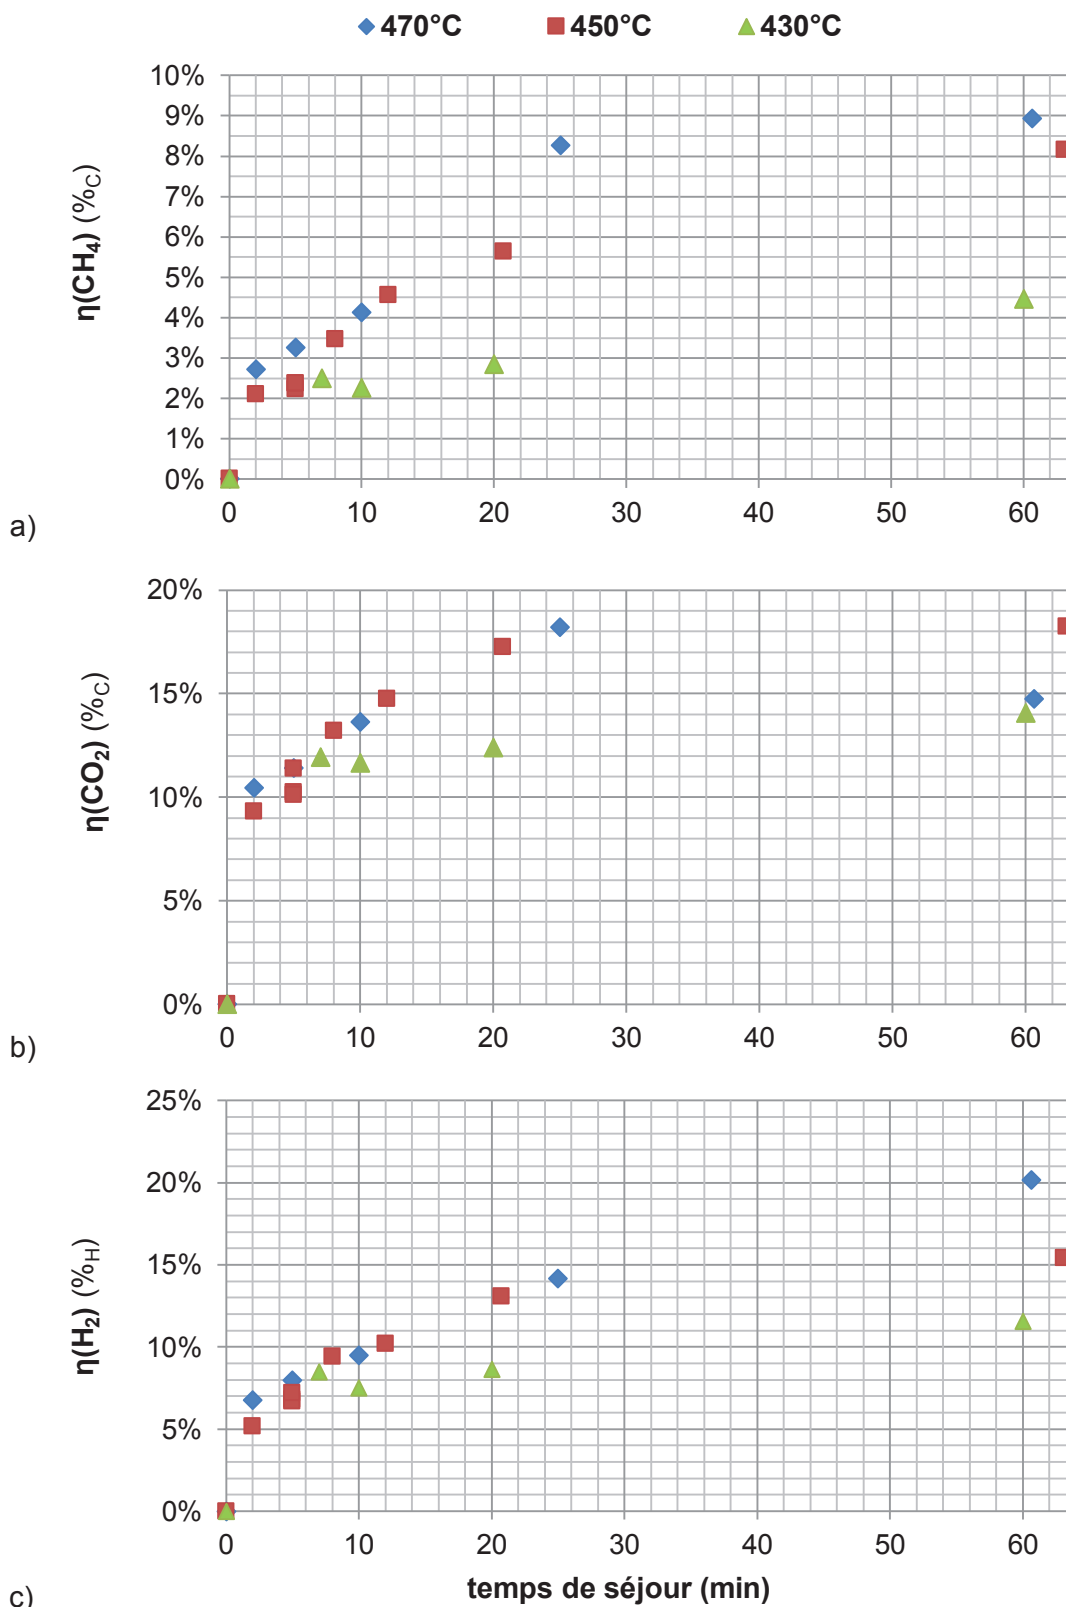 470°C 450°C 430°C
10%
9%
8%
7%
6%
5%
4%
3%
2%
1%
0%
η(CH₄) (%C)
0 10 20 30 40 50 60
a)
20%
15%
10%
5%
0%
η(CO₂) (%C)
0 10 20 30 40 50 60
b)
25%
20%
15%
10%
5%
0%
η(H₂) (%H)
0 10 20 30 40 50 60
temps de séjour (min)
c)